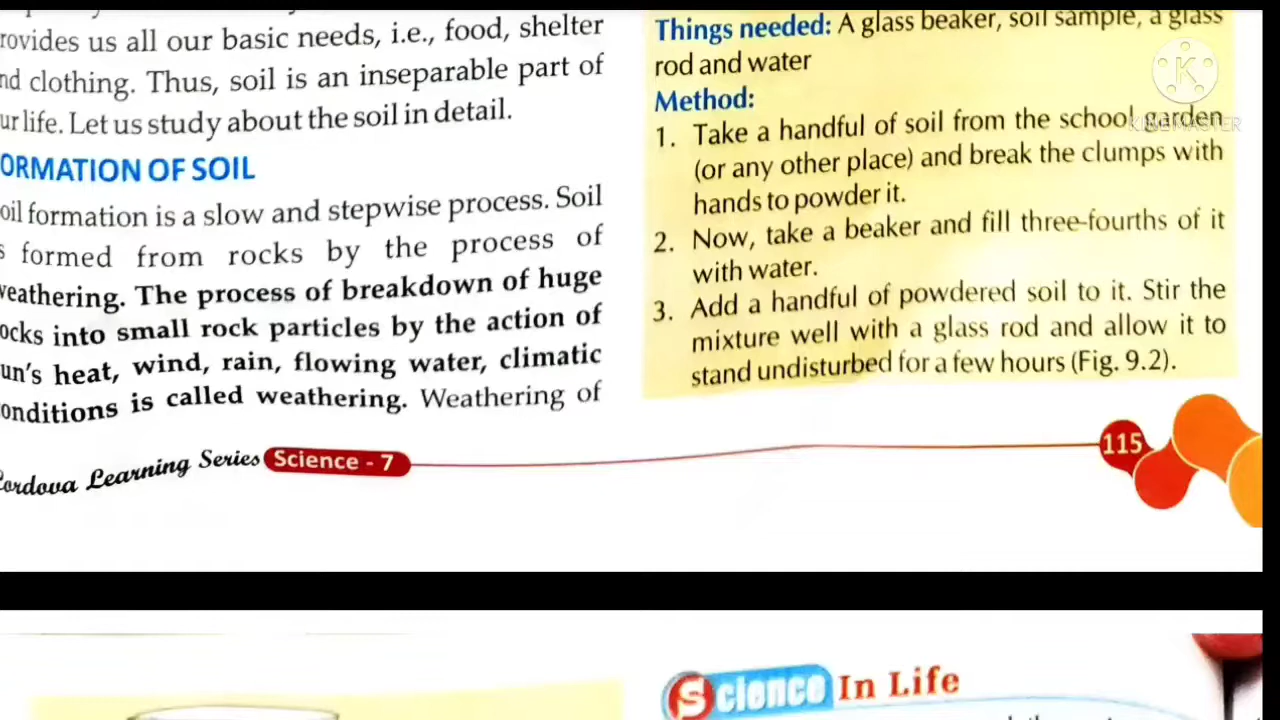 rovides us all our basic needs, i.e., food, shelter
nd clothing. Thus, soil is an inseparable part of
ur life. Let us study about the soil in detail.
ORMATION OF SOIL
oil formation is a slow and stepwise process. Soil
s formed from rocks by the process of
weathering. The process of breakdown of huge
ocks into small rock particles by the action of
un's heat, wind, rain, flowing water, climatic
onditions is called weathering. Weathering of
Cordova Learning Series Science - 7
Things needed: A glass beaker, soil sample, a glass
rod and water
Method:
1. Take a handful of soil from the school garden
(or any other place) and break the clumps with
hands to powder it.
2. Now, take a beaker and fill three-fourths of it
with water.
3. Add a handful of powdered soil to it. Stir the
mixture well with a glass rod and allow it to
stand undisturbed for a few hours (Fig. 9.2).
115
K
KINEMASTER
Science In Life